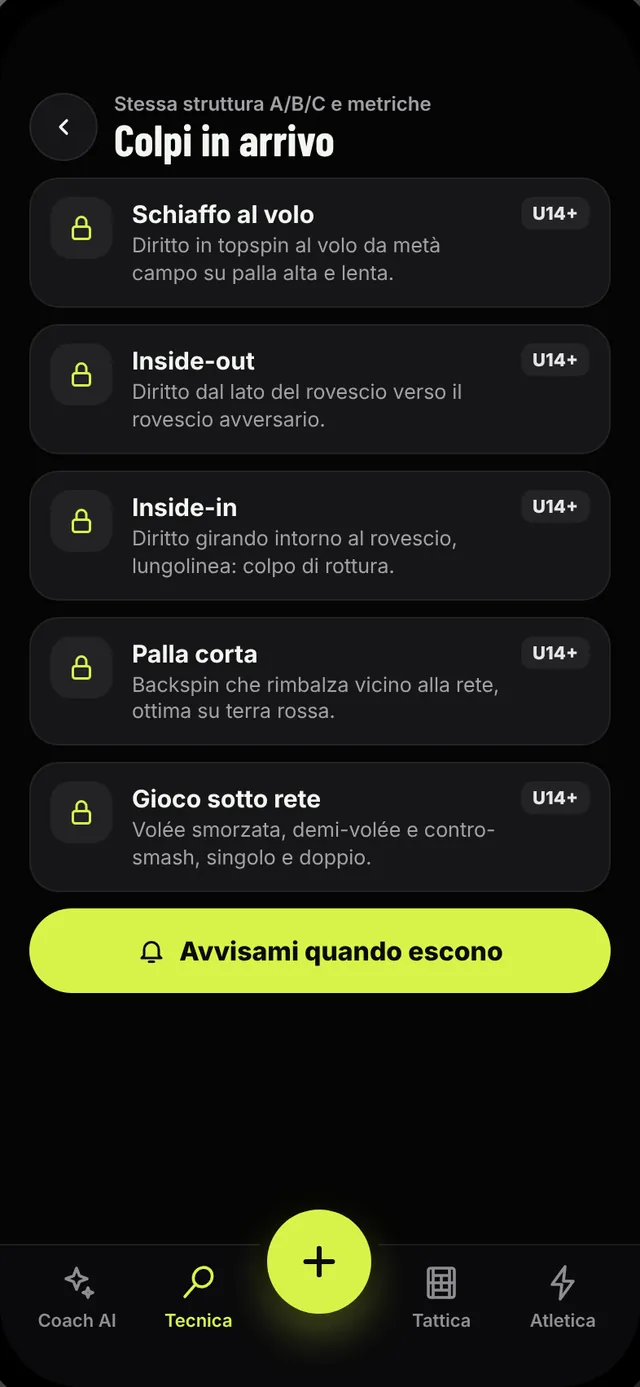 Stessa struttura A/B/C e metriche
Colpi in arrivo
Schiaffo al volo
U14+
Diritto in topspin al volo da metà
campo su palla alta e lenta.
Inside-out
U14+
Diritto dal lato del rovescio verso il
rovescio avversario.
Inside-in
U14+
Diritto girando intorno al rovescio,
lungolinea: colpo di rottura.
Palla corta
U14+
Backspin che rimbalza vicino alla rete,
ottima su terra rossa.
Gioco sotto rete
U14+
Volée smorzata, demi-volée e contro-
smash, singolo e doppio.
Avvisami quando escono
Coach AI
Tecnica
Tattica
Atletica